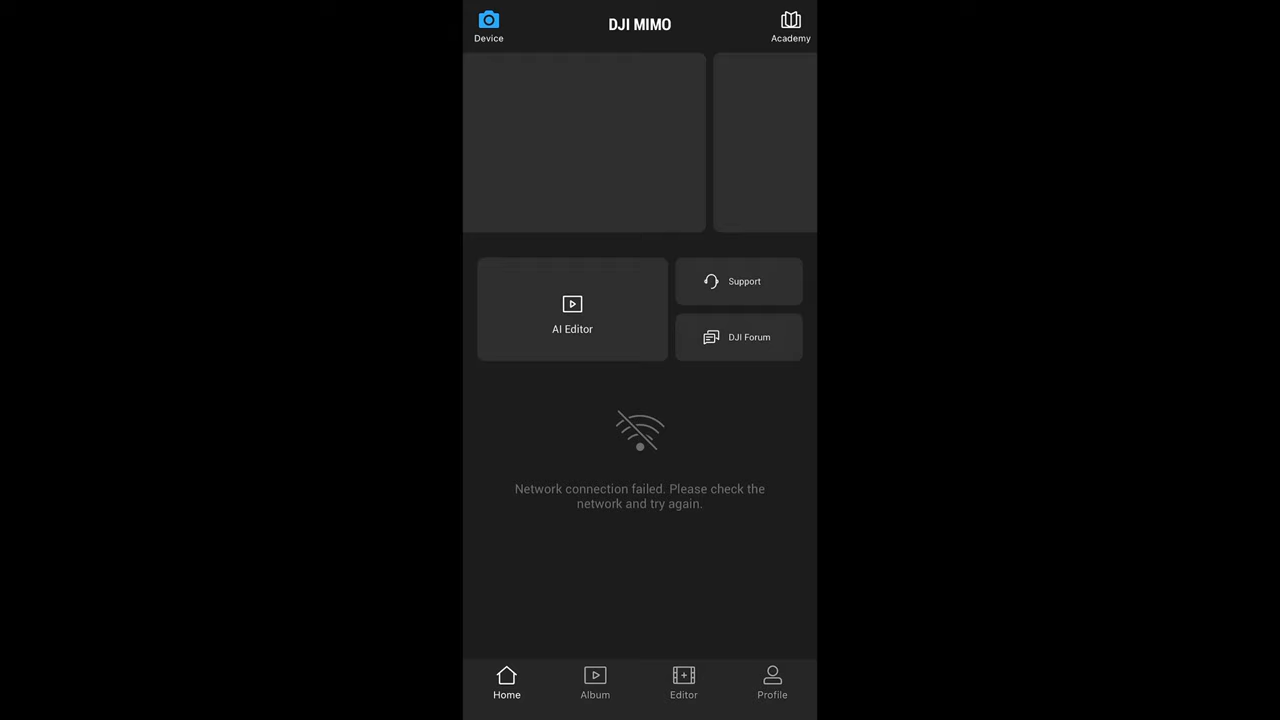 DJI MIMO
Device
Academy
AI Editor
Support
DJI Forum
Network connection failed. Please check the
network and try again.
Home
Album
Editor
Profile